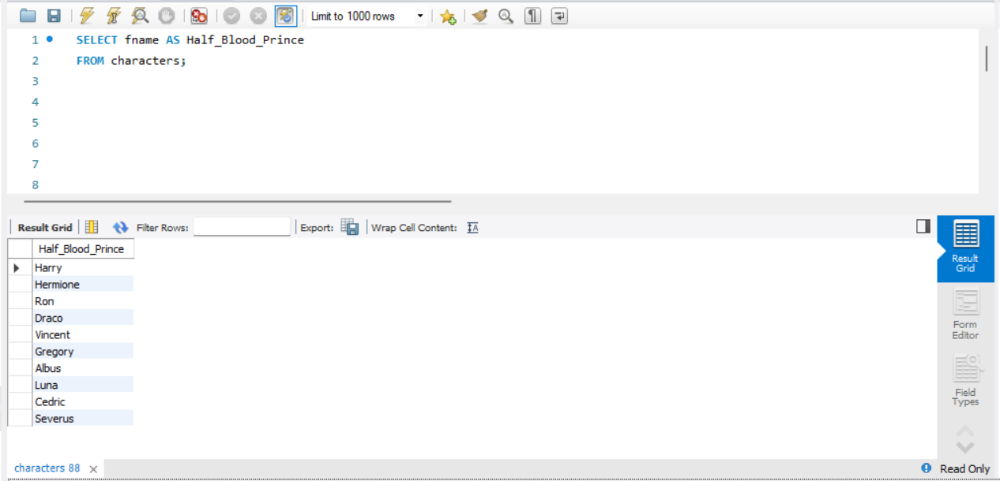 Limit to 1000 rows
1 SELECT fname AS Half_Blood_Prince
2 FROM characters;
3
4
5
6
7
8
Result Grid Filter Rows: Export: Wrap Cell Content: IA
Half_Blood_Prince
Harry
Hermione
Ron
Draco
Vincent
Gregory
Albus
Luna
Cedric
Severus
Result
Grid
Form
Editor
Field
Types
characters 88
Read Only